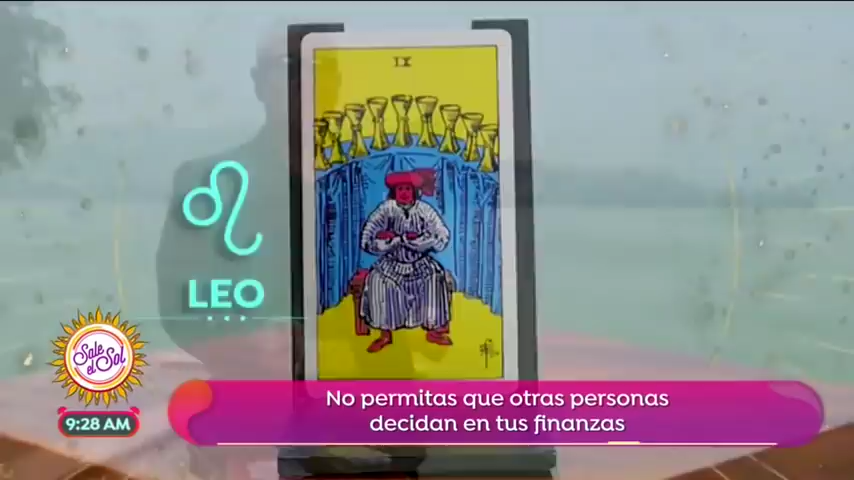 IX
LEO
Sale
el Sol
9:28 AM
No permitas que otras personas
decidan en tus finanzas